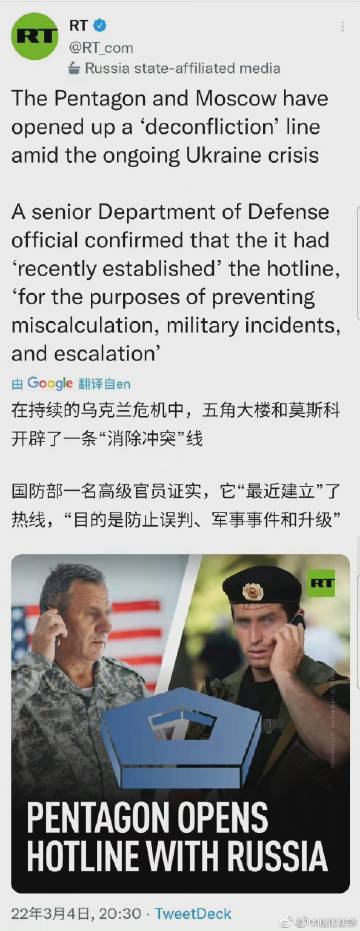 RT
RT
@RT_com
Russia state-affiliated media
The Pentagon and Moscow have
opened up a ‘deconfliction’ line
amid the ongoing Ukraine crisis
A senior Department of Defense
official confirmed that the it had
‘recently established’ the hotline,
‘for the purposes of preventing
miscalculation, military incidents,
and escalation’
由 Google 翻译自en
在持续的乌克兰危机中，五角大楼和莫斯科
开辟了一条“消除冲突”线
国防部一名高级官员证实，它“最近建立”了
热线，“目的是防止误判、军事事件和升级”
RT
PENTAGON OPENS
HOTLINE WITH RUSSIA
22年3月4日, 20:30 · TweetDeck